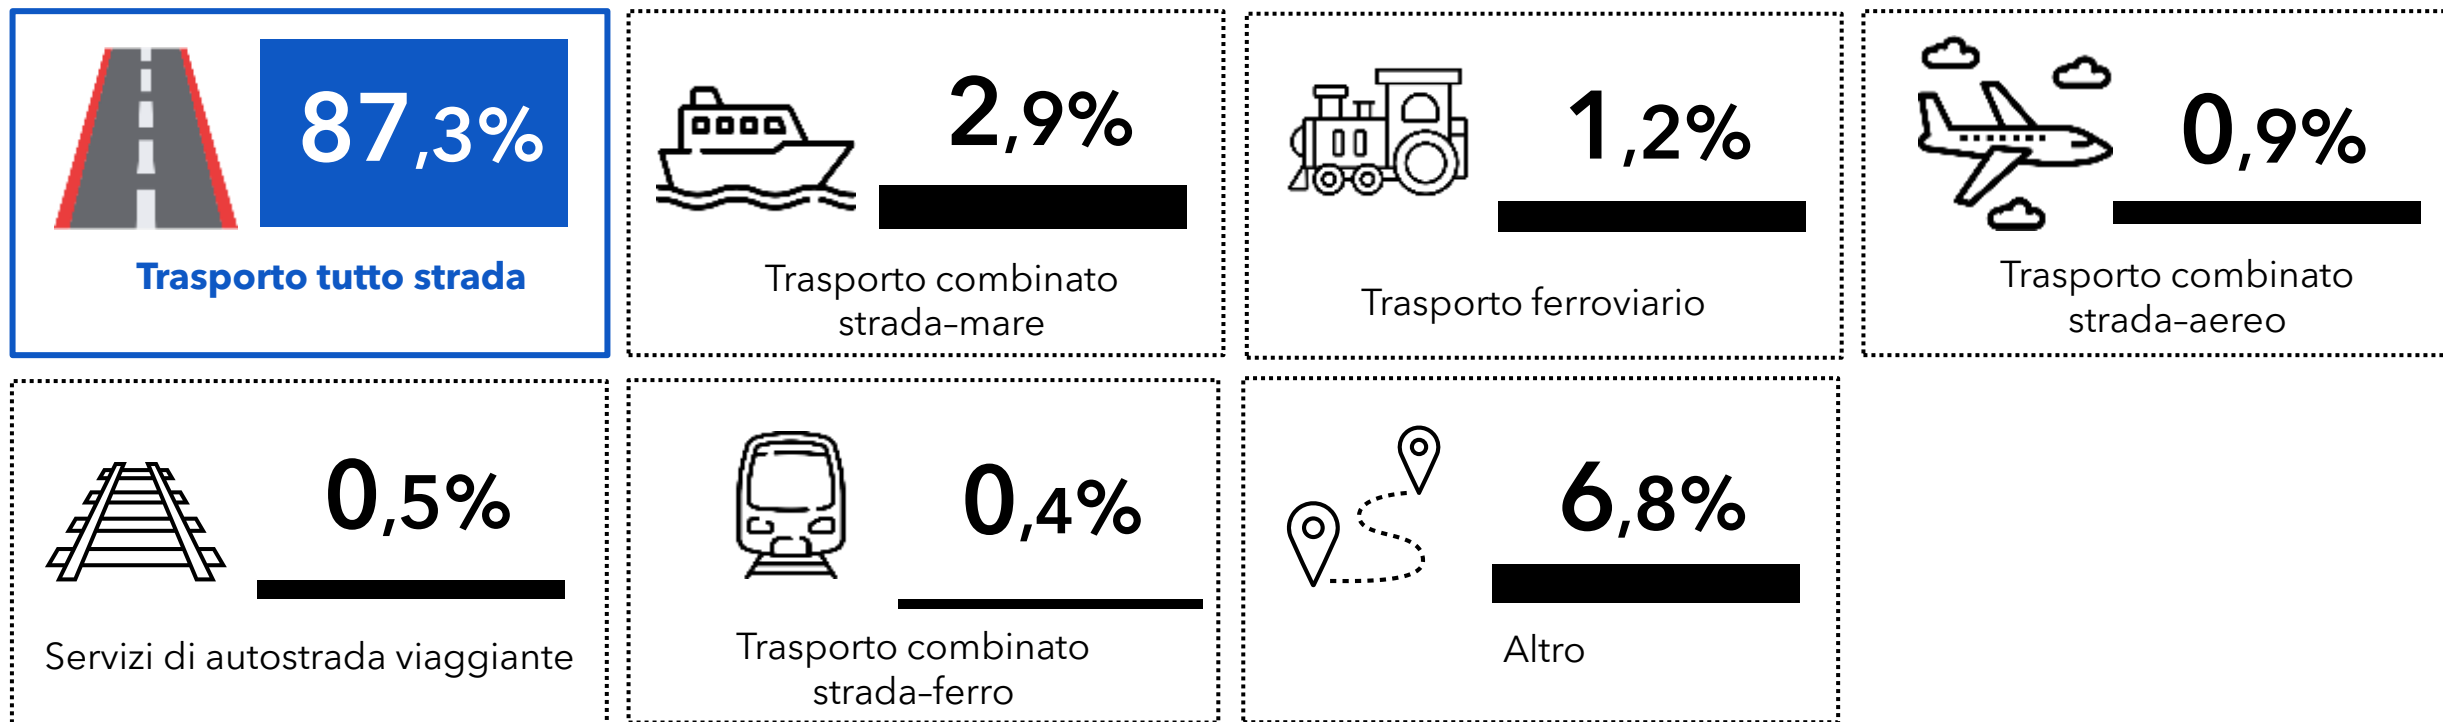 87,3%
Trasporto tutto strada
2,9%
Trasporto combinato
strada-mare
1,2%
Trasporto ferroviario
0,9%
Trasporto combinato
strada-aereo
0,5%
Servizi di autostrada viaggiante
0,4%
Trasporto combinato
strada-ferro
6,8%
Altro